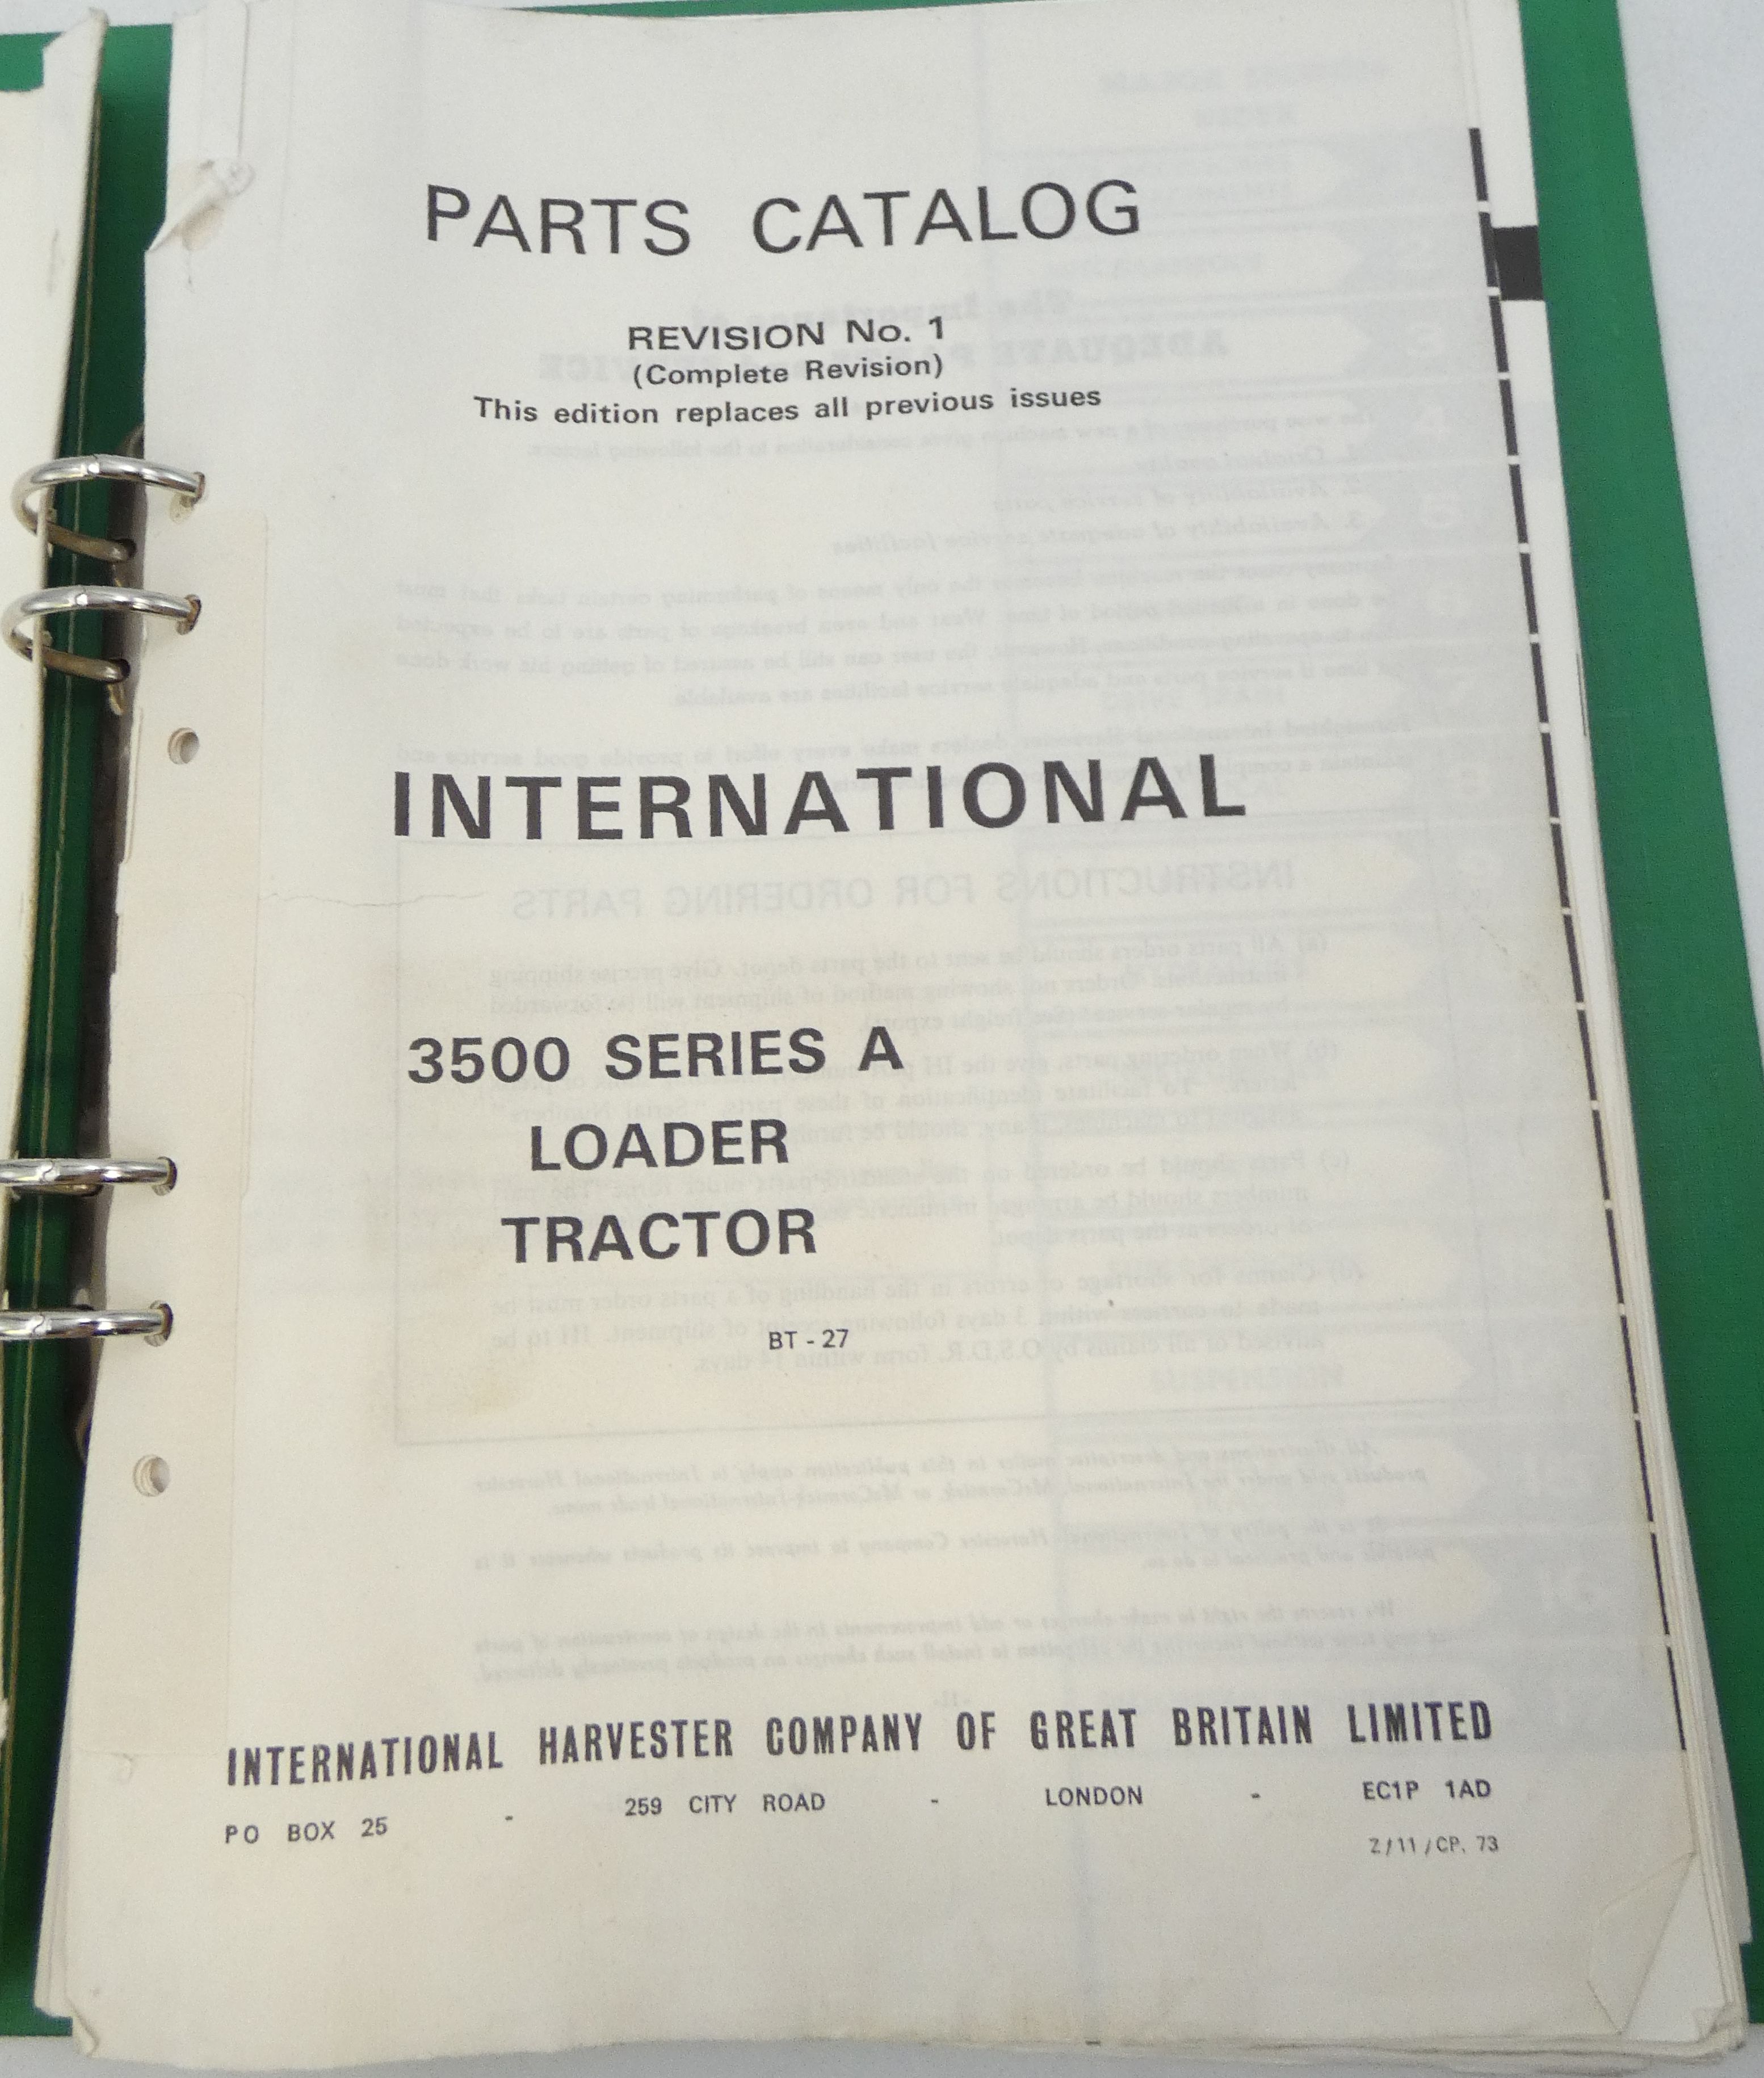 PARTS CATALOG
REVISION No. 1
(Complete Revision)
This edition replaces all previous issues
INTERNATIONAL
3500 SERIES A
LOADER
TRACTOR
BT - 27
INTERNATIONAL HARVESTER COMPANY OF GREAT BRITAIN LIMITED
PO BOX 25 - 259 CITY ROAD - LONDON - EC1P 1AD
Z/11/CP. 73